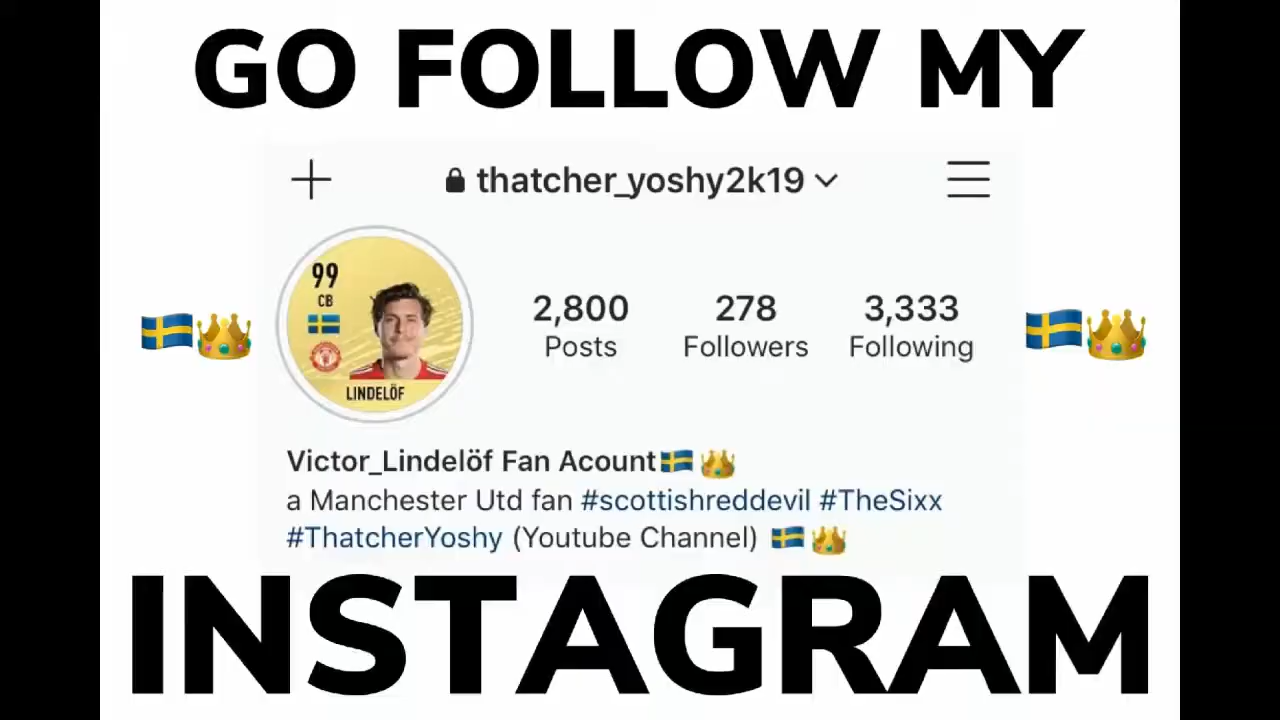 GO FOLLOW MY
thatcher_yoshy2k19
99
CB
LINDELÖF
2,800 278 3,333
Posts Followers Following
Victor_Lindelöf Fan Acount🇸🇪👑
a Manchester Utd fan #scottishreddevil #TheSixx
#ThatcherYoshy (Youtube Channel) 🇸🇪👑
INSTAGRAM